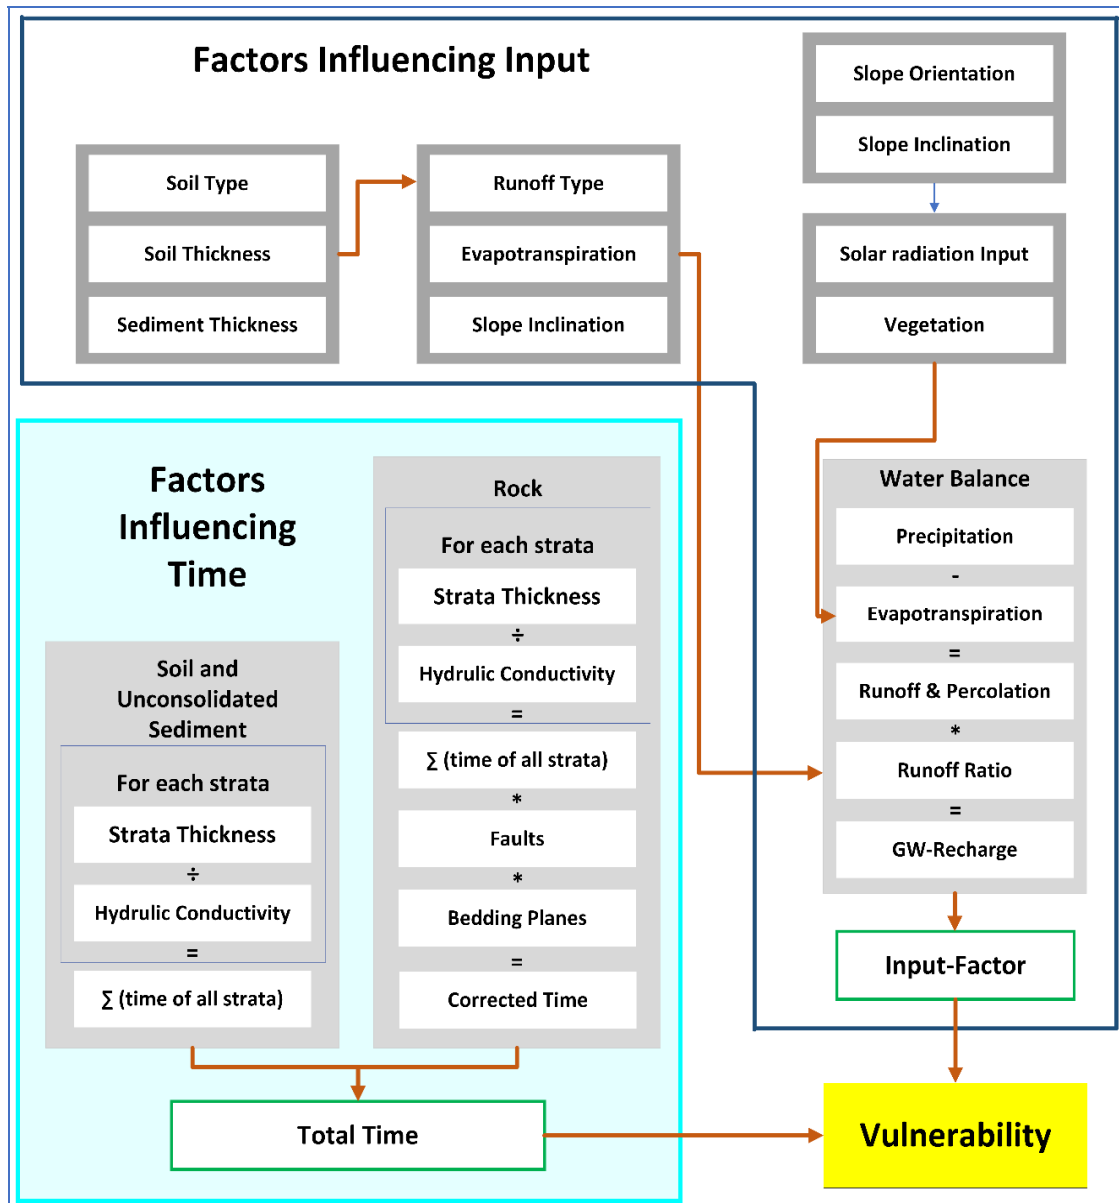 Factors Influencing Input
Slope Orientation
Slope Inclination
Soil Type
Soil Thickness
Sediment Thickness
Runoff Type
Evapotranspiration
Slope Inclination
Solar radiation Input
Vegetation
Factors
Influencing
Time
Soil and
Unconsolidated
Sediment
For each strata
Strata Thickness
÷
Hydrulic Conductivity
=
∑ (time of all strata)
Rock
For each strata
Strata Thickness
÷
Hydrulic Conductivity
=
∑ (time of all strata)
*
Faults
*
Bedding Planes
=
Corrected Time
Total Time
Water Balance
Precipitation
-
Evapotranspiration
=
Runoff & Percolation
*
Runoff Ratio
=
GW-Recharge
Input-Factor
Vulnerability